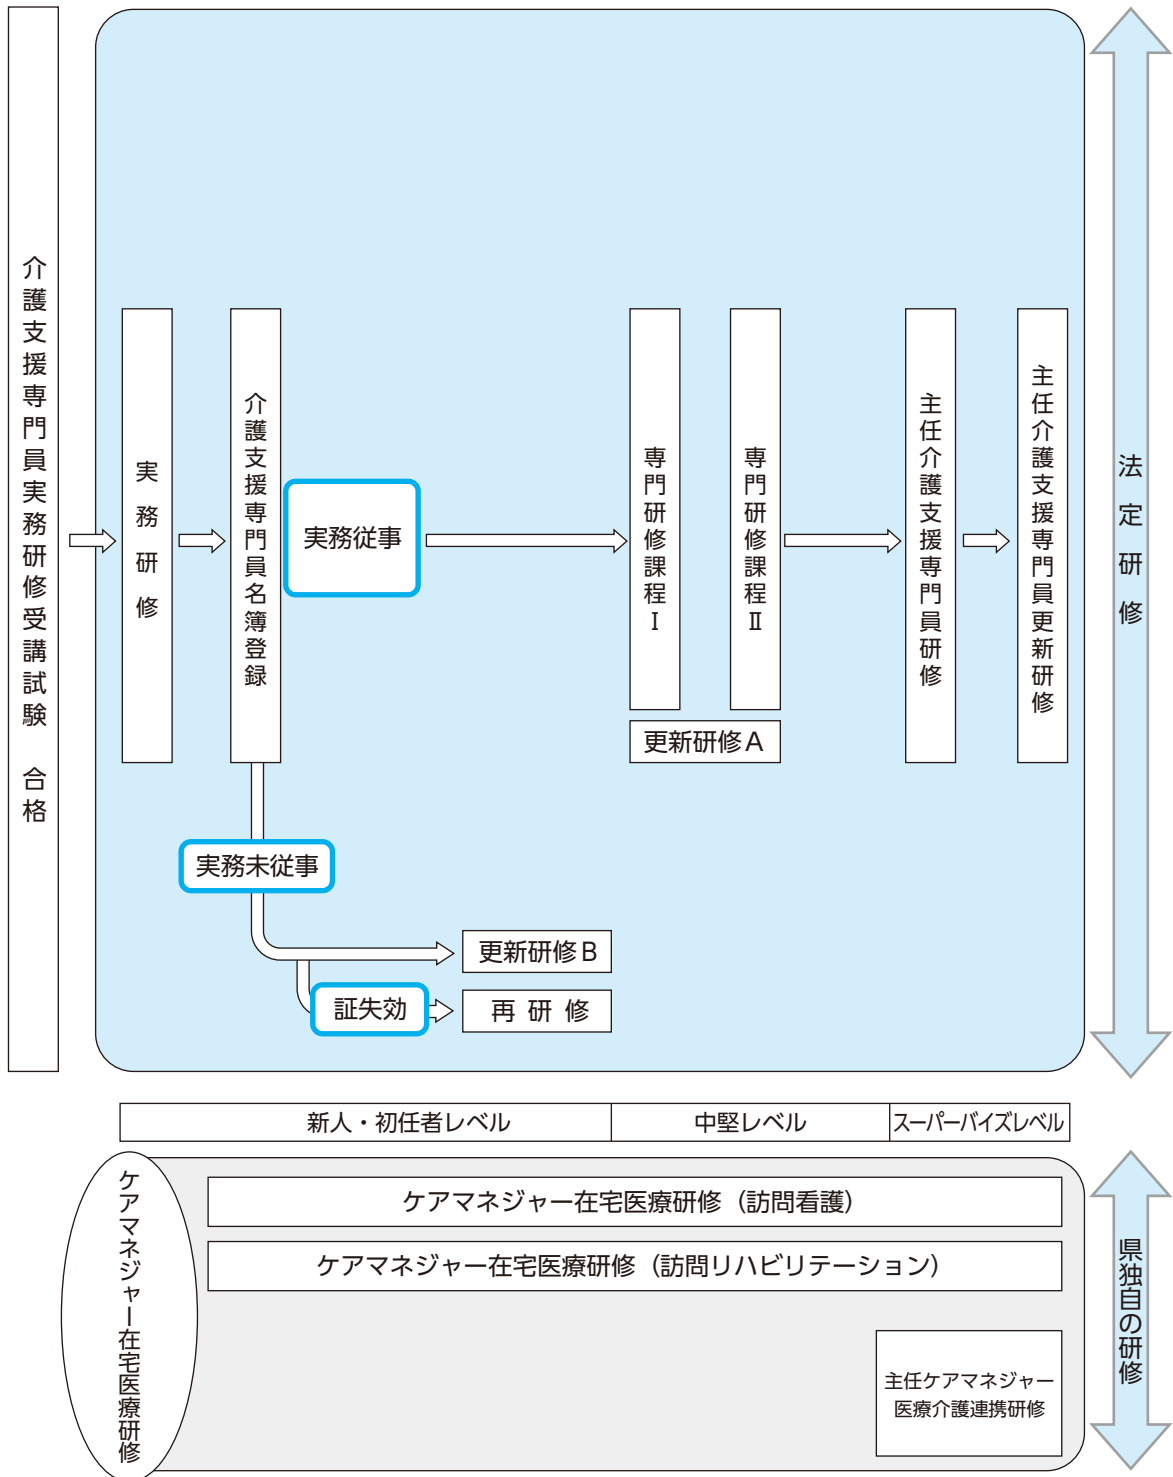 介護支援専門員実務研修受講試験 合格
実務研修
介護支援専門員名簿登録
実務従事
専門研修課程Ⅰ
専門研修課程Ⅱ
更新研修A
主任介護支援専門員研修
主任介護支援専門員更新研修
実務未従事
更新研修B
証失効
再研修
法定研修
新人・初任者レベル
中堅レベル
スーパーバイズレベル
ケアマネジャー在宅医療研修
ケアマネジャー在宅医療研修（訪問看護）
ケアマネジャー在宅医療研修（訪問リハビリテーション）
主任ケアマネジャー
医療介護連携研修
県独自の研修